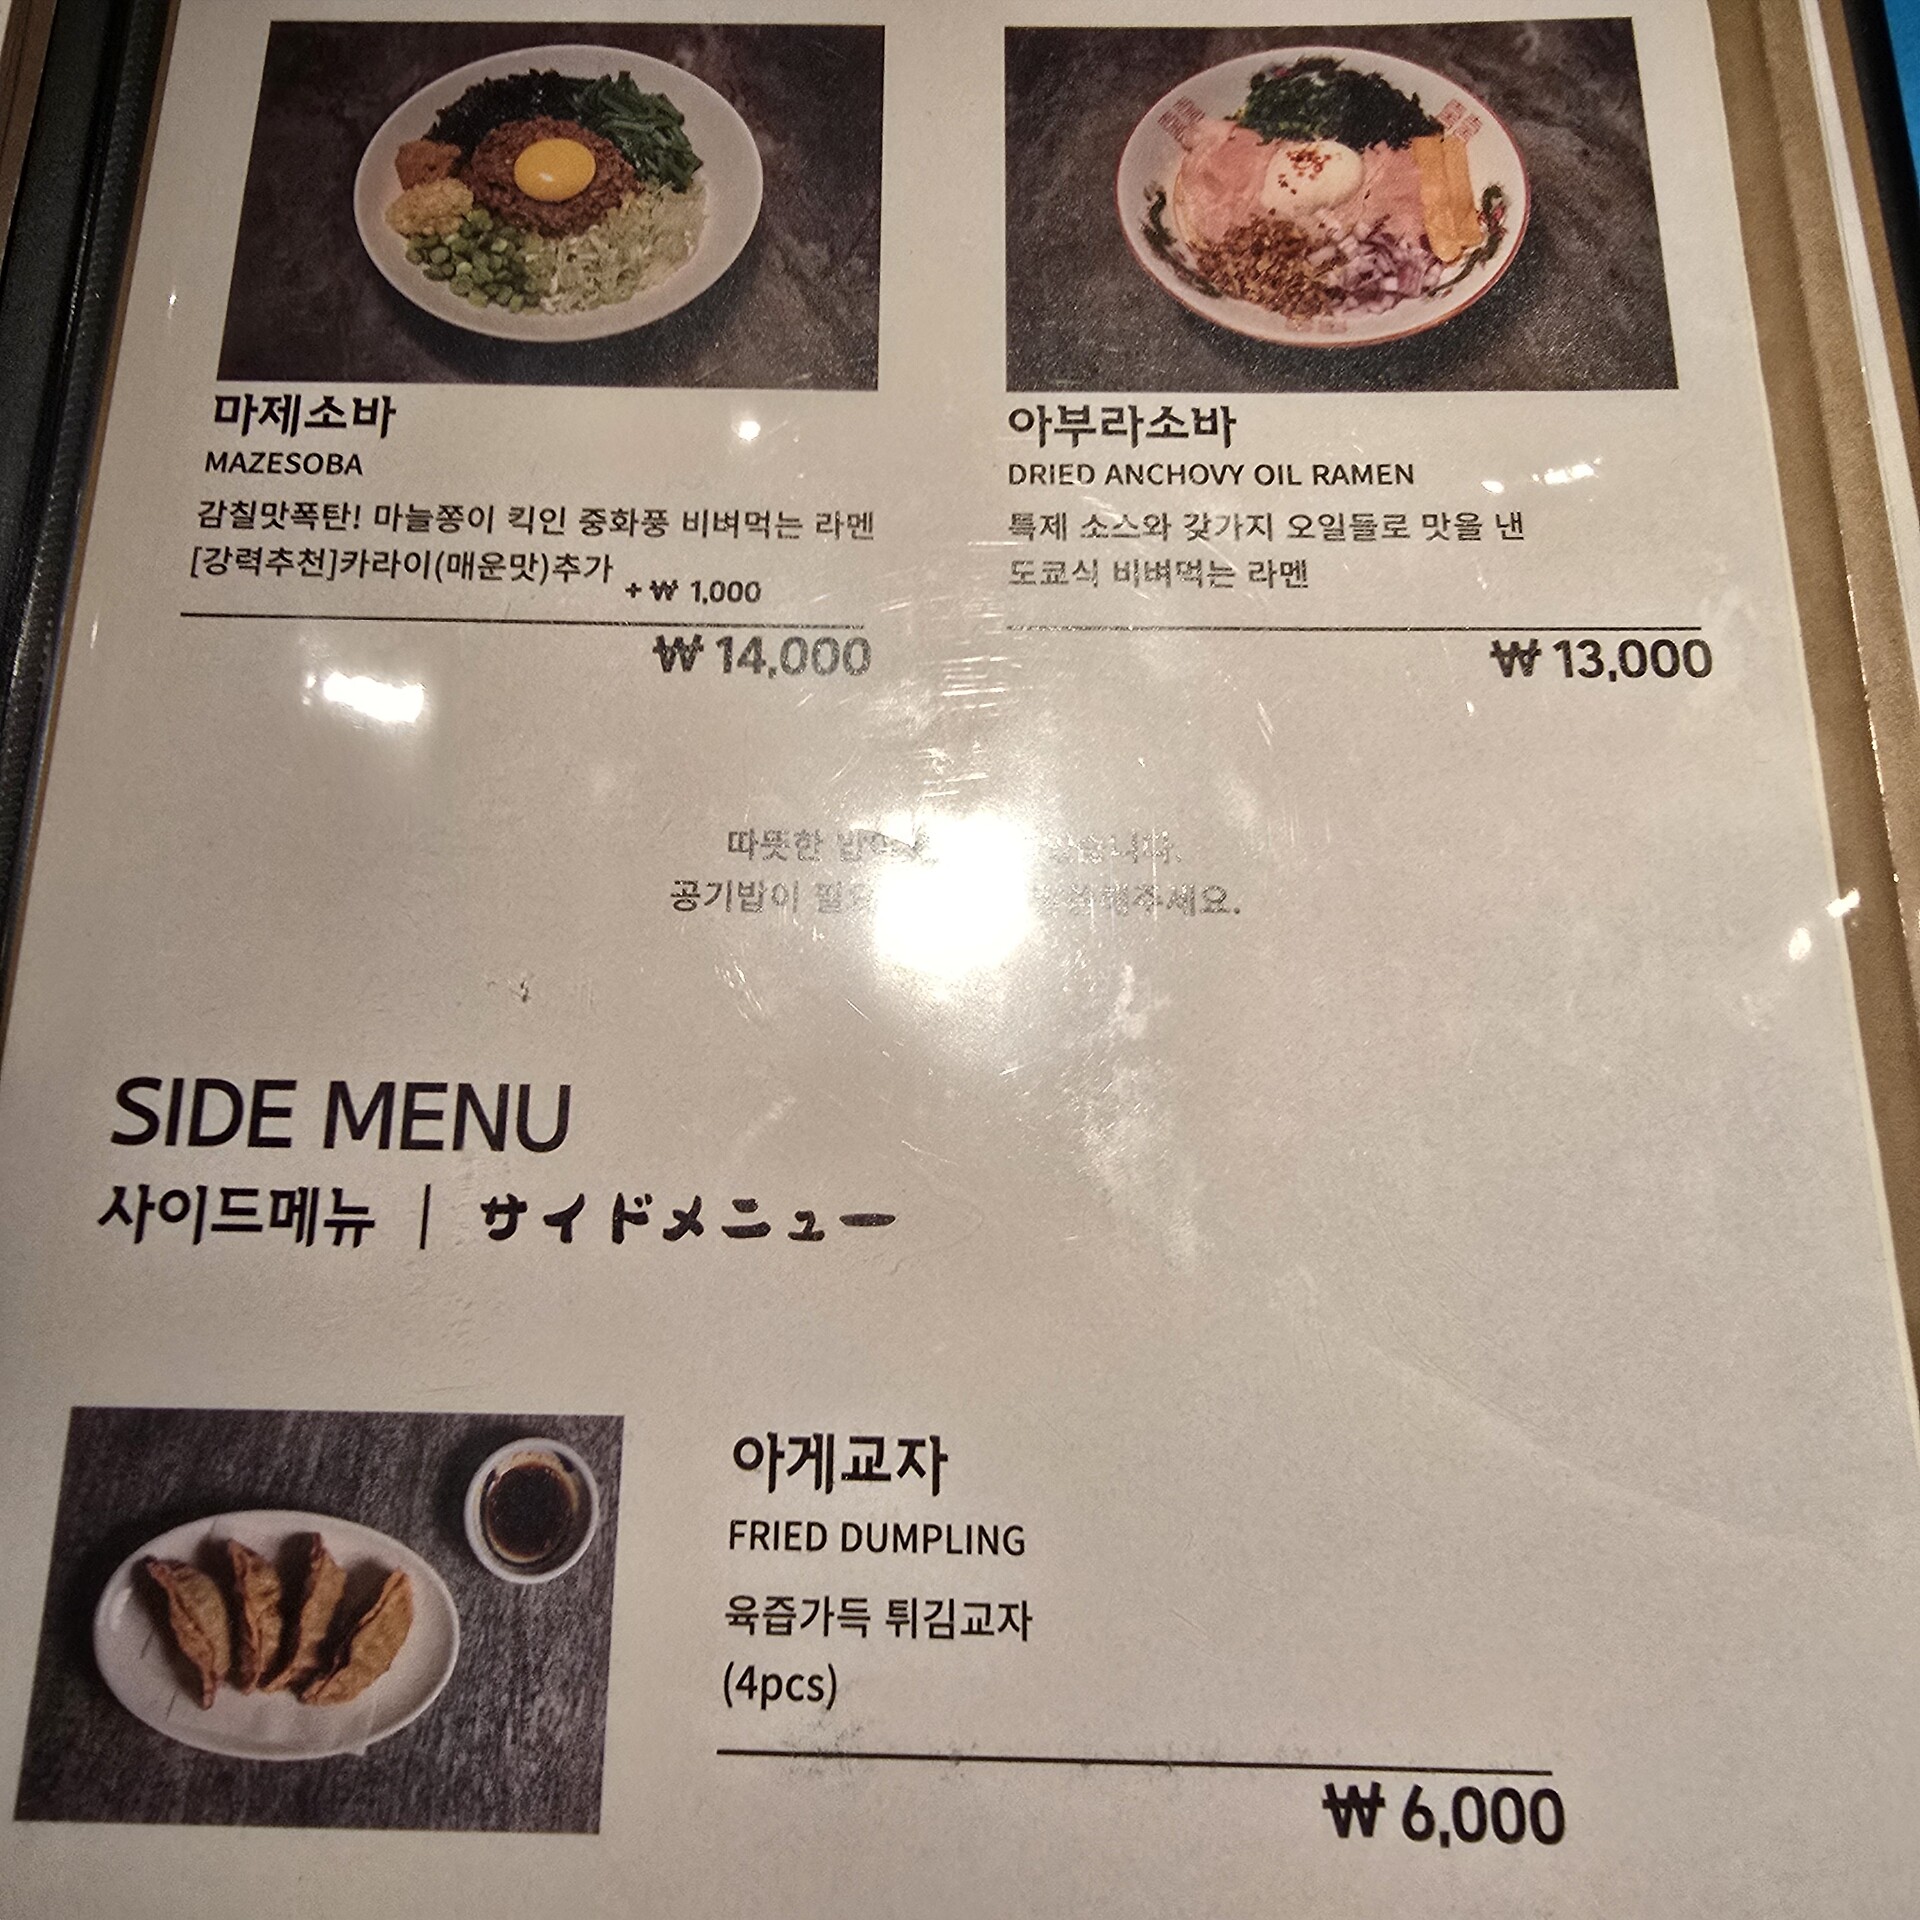 마제소바
MAZESOBA
감칠맛폭탄! 마늘쫑이 킥인 중화풍 비벼먹는 라멘
[강력추천]카라이(매운맛)추가 + ₩ 1,000
₩ 14,000
아부라소바
DRIED ANCHOVY OIL RAMEN
특제 소스와 갖가지 오일들로 맛을 낸
도쿄식 비벼먹는 라멘
₩ 13,000
따뜻한
공기밥이
SIDE MENU
사이드메뉴 | サイドメニュー
아게교자
FRIED DUMPLING
육즙가득 튀김교자
(4pcs)
₩ 6,000